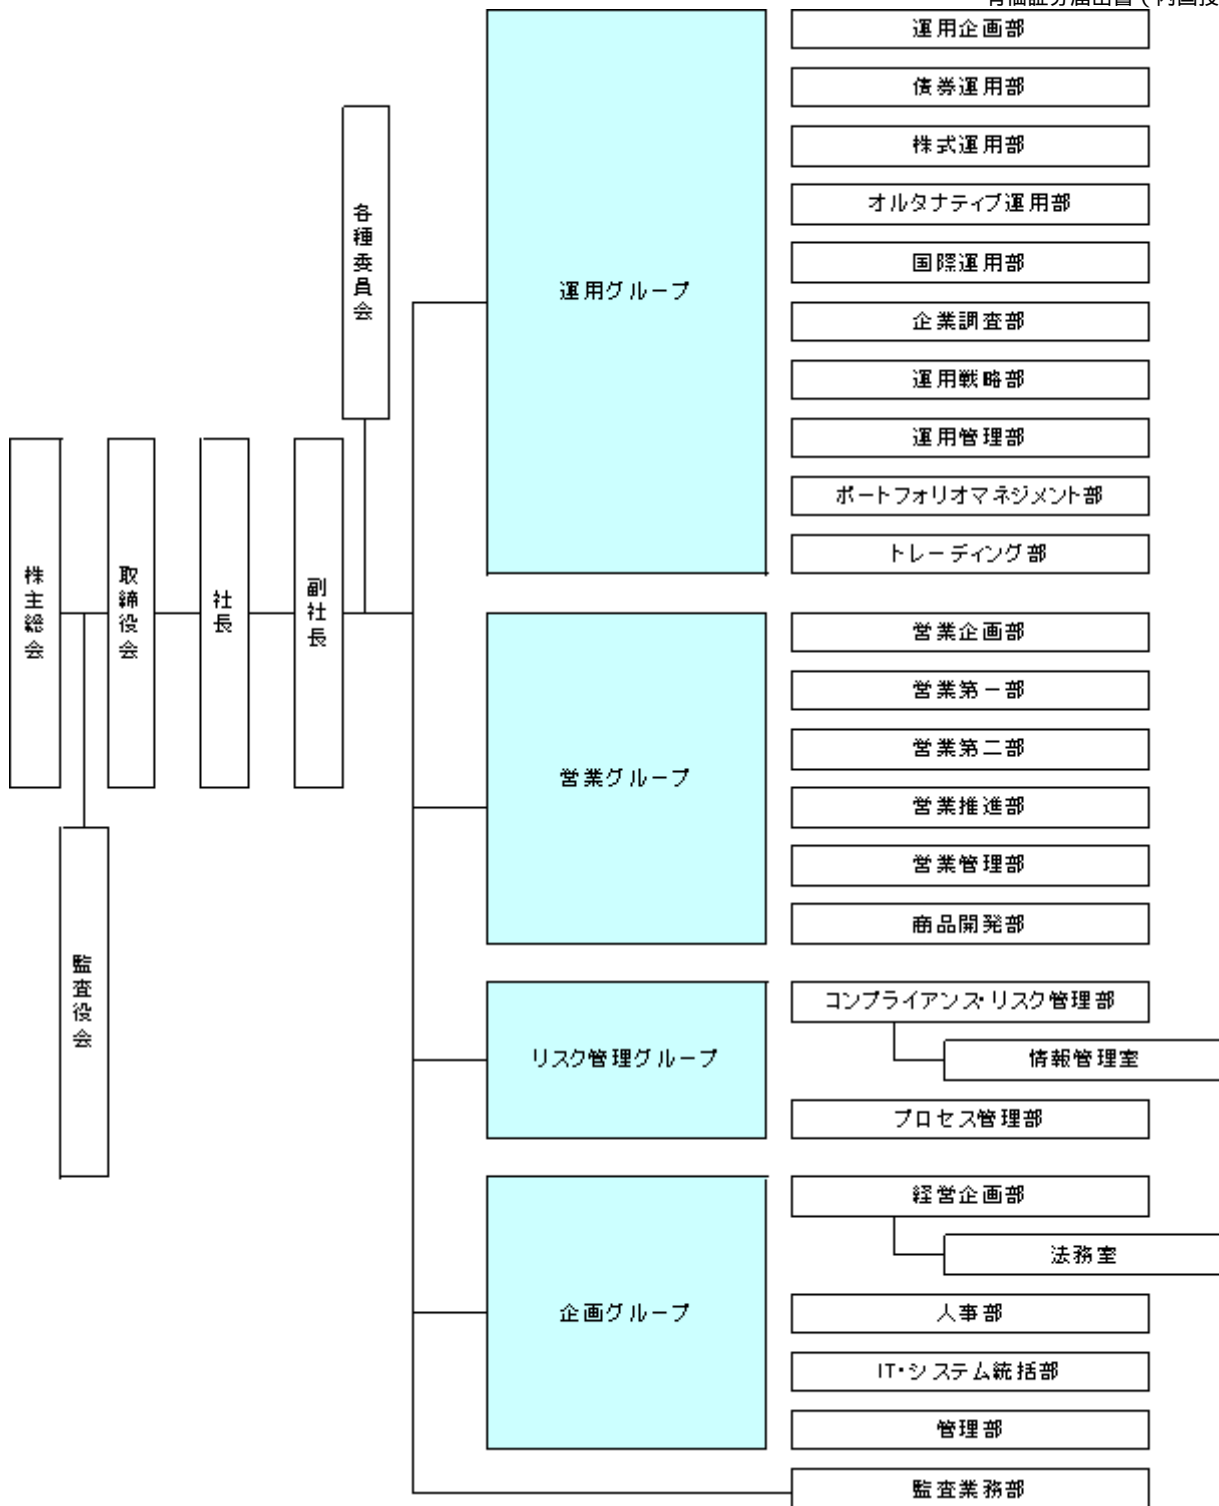 運用企画部
債券運用部
株式運用部
オルタナティブ運用部
国際運用部
企業調査部
運用戦略部
運用管理部
ポートフォリオマネジメント部
トレーディング部
各種委員会
運用グループ
株主総会
取締役会
社長
副社長
監査役会
営業グループ
営業企画部
営業第一部
営業第二部
営業推進部
営業管理部
商品開発部
リスク管理グループ
コンプライアンス・リスク管理部
情報管理室
プロセス管理部
企画グループ
経営企画部
法務室
人事部
IT・システム統括部
管理部
監査業務部